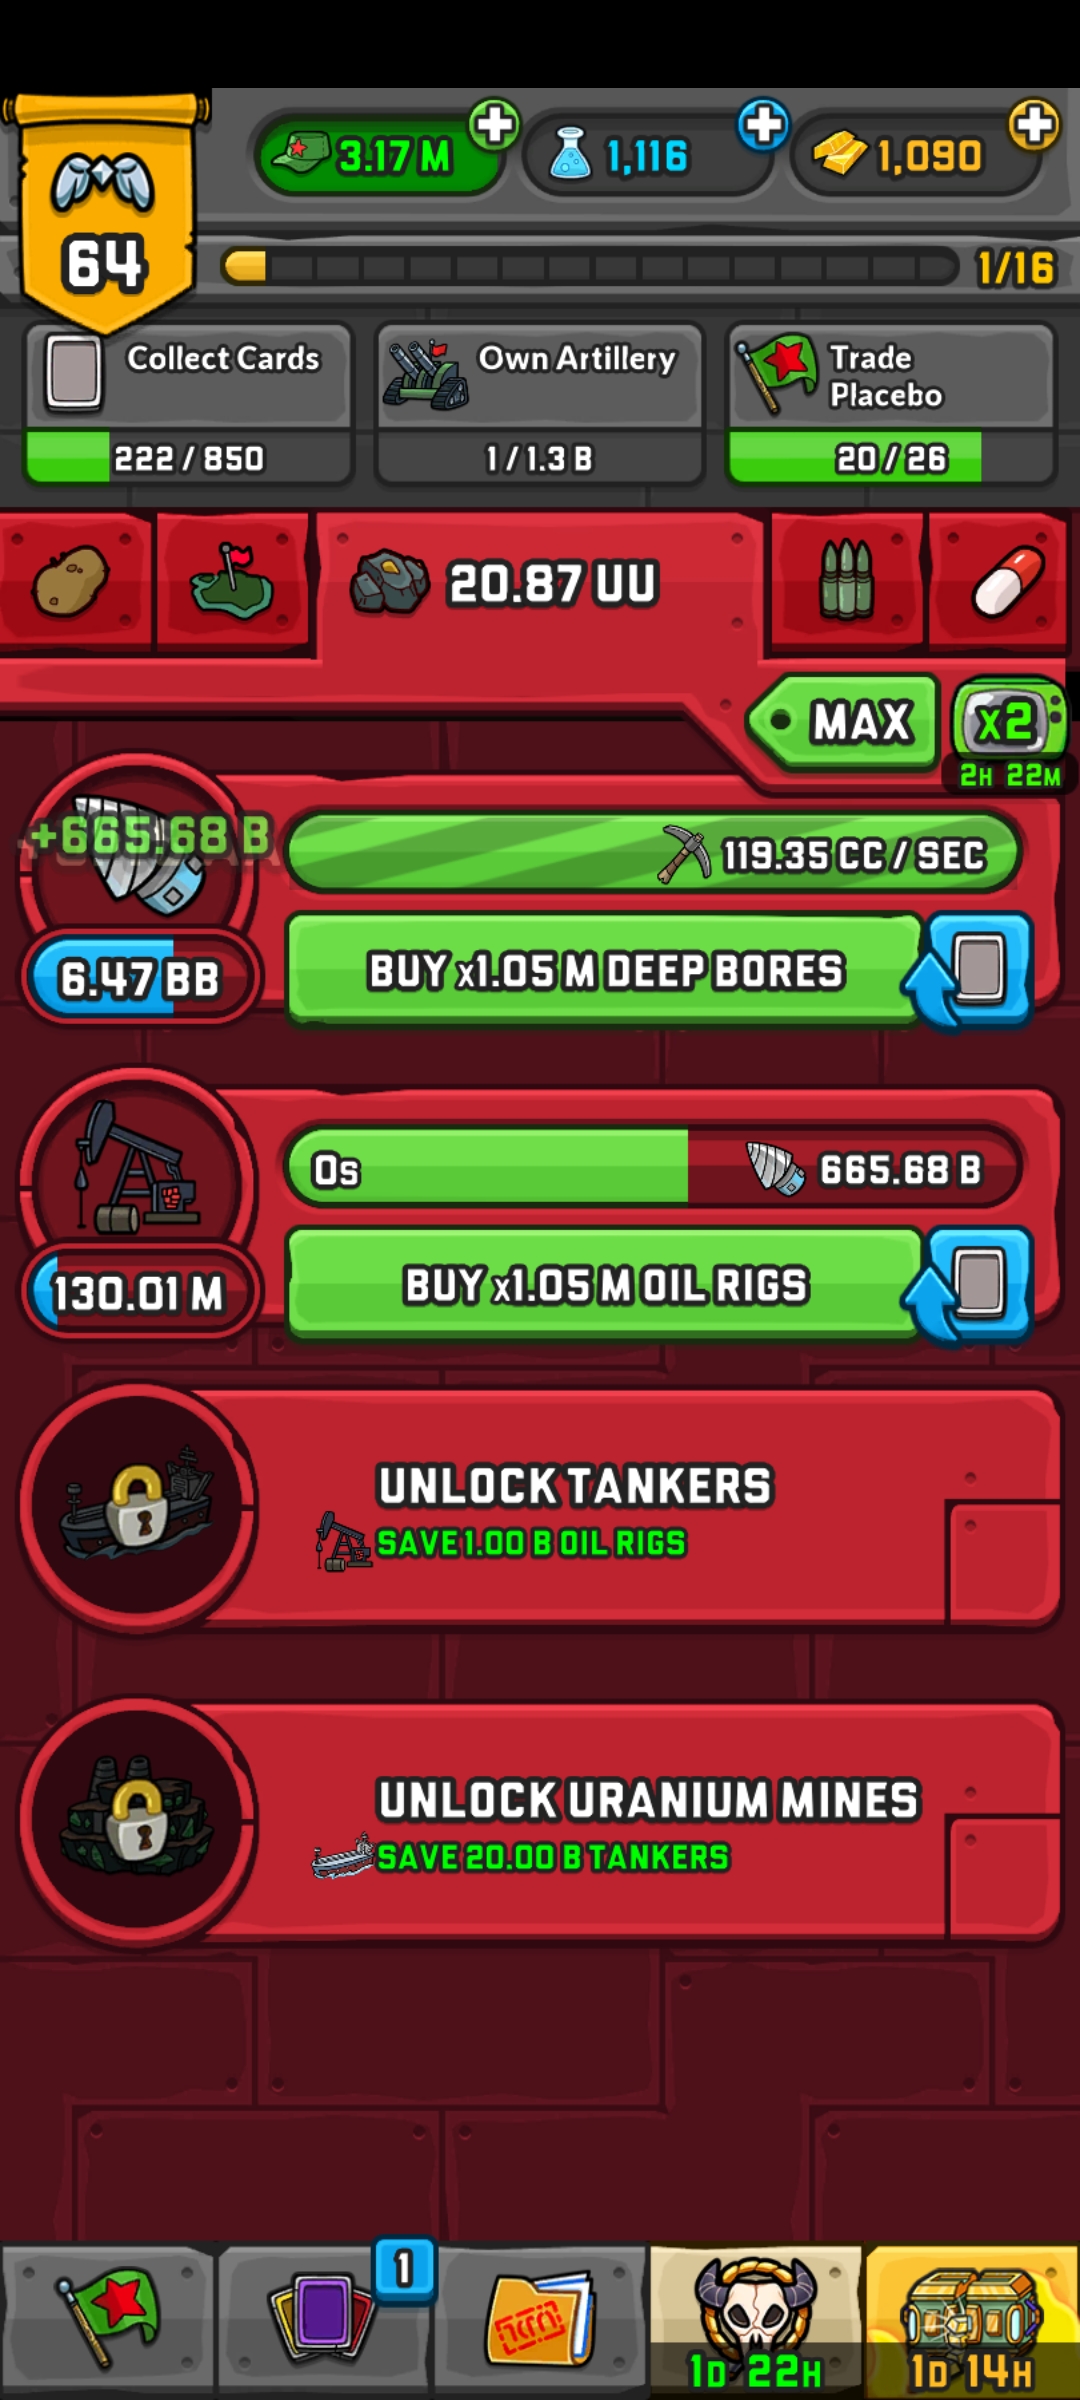 3.17 M
1,116
1,090
64
1/16
Collect Cards
222 / 850
Own Artillery
1 / 1.3 B
Trade
Placebo
20 / 26
20.87 UU
MAX
x2
2H 22M
+665.68 B
119.35 CC / SEC
6.47 BB
BUY x1.05 M DEEP BORES
0s
665.68 B
130.01 M
BUY x1.05 M OIL RIGS
UNLOCK TANKERS
SAVE 1.00 B OIL RIGS
UNLOCK URANIUM MINES
SAVE 20.00 B TANKERS
1
1D 22H
1D 14H